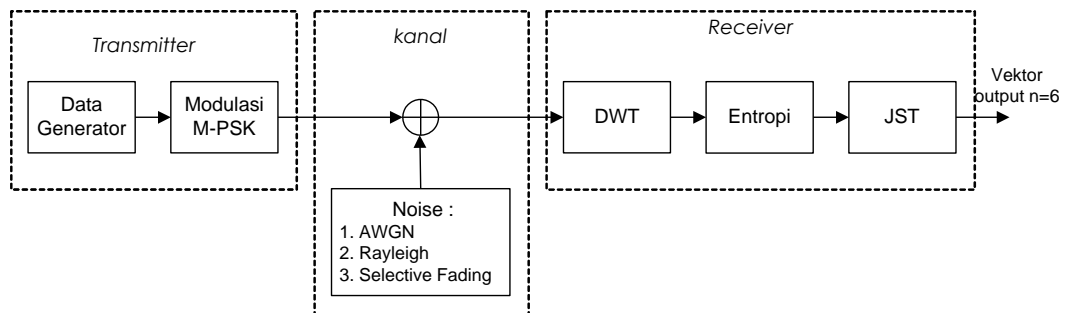 Transmitter
kanal
Receiver
Data
Generator
Modulasi
M-PSK
DWT
Entropi
JST
Vektor
output n=6
Noise :
1. AWGN
2. Rayleigh
3. Selective Fading